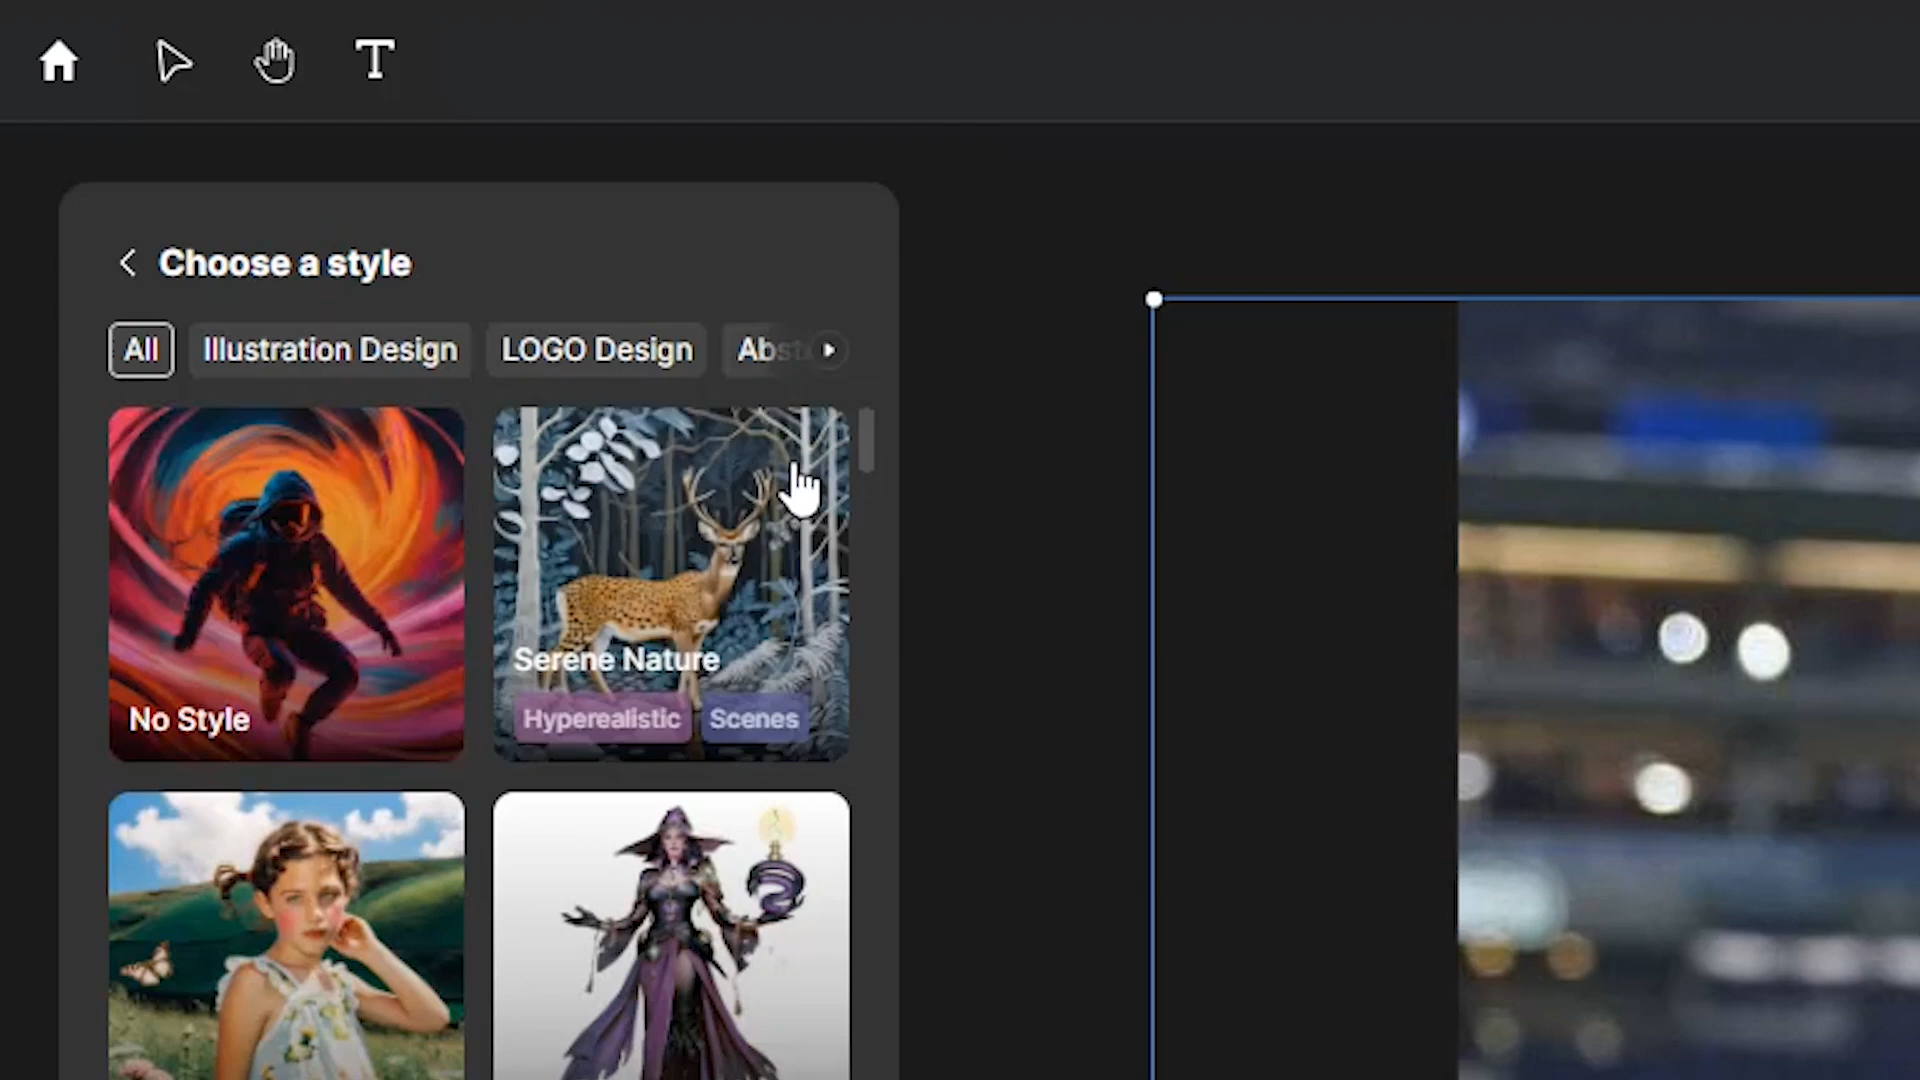 Choose a style
All
Illustration Design
LOGO Design
No Style
Serene Nature
Hyperealistic
Scenes